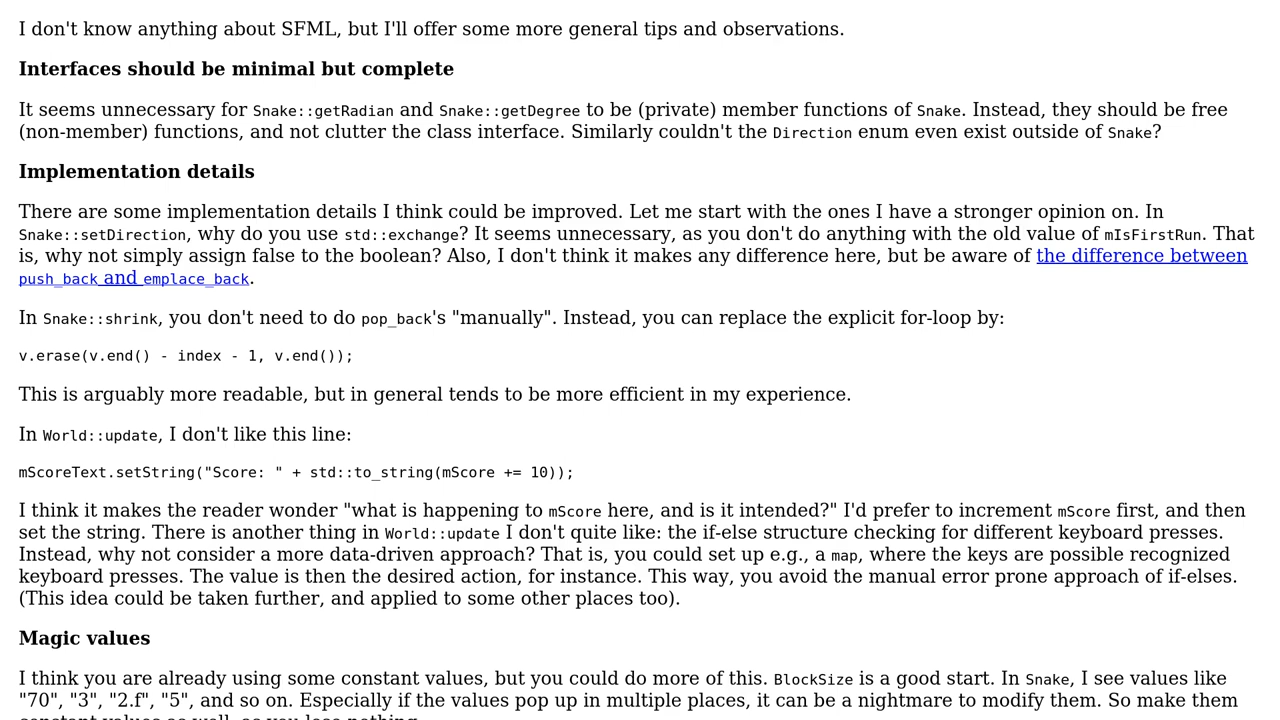 I don't know anything about SFML, but I'll offer some more general tips and observations.
Interfaces should be minimal but complete
It seems unnecessary for Snake::getRadian and Snake::getDegree to be (private) member functions of Snake. Instead, they should be free
(non-member) functions, and not clutter the class interface. Similarly couldn't the Direction enum even exist outside of Snake?
Implementation details
There are some implementation details I think could be improved. Let me start with the ones I have a stronger opinion on. In
Snake::setDirection, why do you use std::exchange? It seems unnecessary, as you don't do anything with the old value of mIsFirstRun. That
is, why not simply assign false to the boolean? Also, I don't think it makes any difference here, but be aware of the difference between
push_back and emplace_back.
In Snake::shrink, you don't need to do pop_back's "manually". Instead, you can replace the explicit for-loop by:
v.erase(v.end() - index - 1, v.end());
This is arguably more readable, but in general tends to be more efficient in my experience.
In World::update, I don't like this line:
mScoreText.setString("Score: " + std::to_string(mScore += 10));
I think it makes the reader wonder "what is happening to mScore here, and is it intended?" I'd prefer to increment mScore first, and then
set the string. There is another thing in World::update I don't quite like: the if-else structure checking for different keyboard presses.
Instead, why not consider a more data-driven approach? That is, you could set up e.g., a map, where the keys are possible recognized
keyboard presses. The value is then the desired action, for instance. This way, you avoid the manual error prone approach of if-elses.
(This idea could be taken further, and applied to some other places too).
Magic values
I think you are already using some constant values, but you could do more of this. BlockSize is a good start. In Snake, I see values like
"70", "3", "2.f", "5", and so on. Especially if the values pop up in multiple places, it can be a nightmare to modify them. So make them
constant values as well, as you lose nothing.